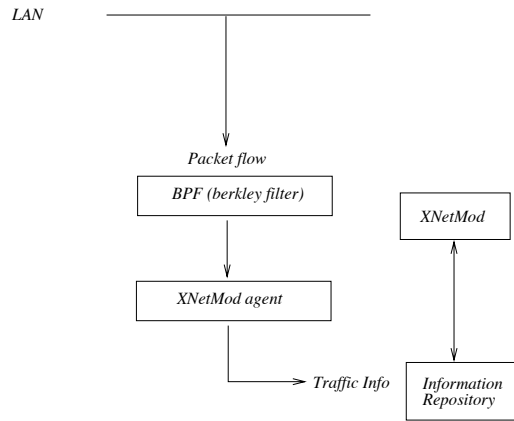 LAN
Packet flow
BPF (berkley filter)
XNetMod
XNetMod agent
Traffic Info
Information
Repository